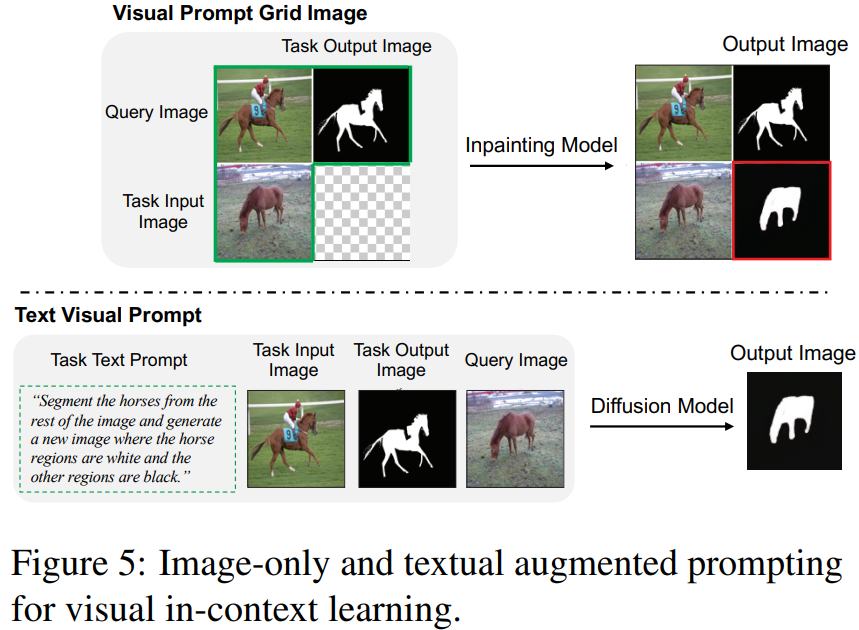 Visual Prompt Grid Image
Task Output Image
Query Image
Task Input
Image
Inpainting Model
Output Image
Text Visual Prompt
Task Text Prompt
Task Input
Image
Task Output
Image
Query Image
“Segment the horses from the
rest of the image and generate
a new image where the horse
regions are white and the
other regions are black.”
Diffusion Model
Output Image
Figure 5: Image-only and textual augmented prompting
for visual in-context learning.